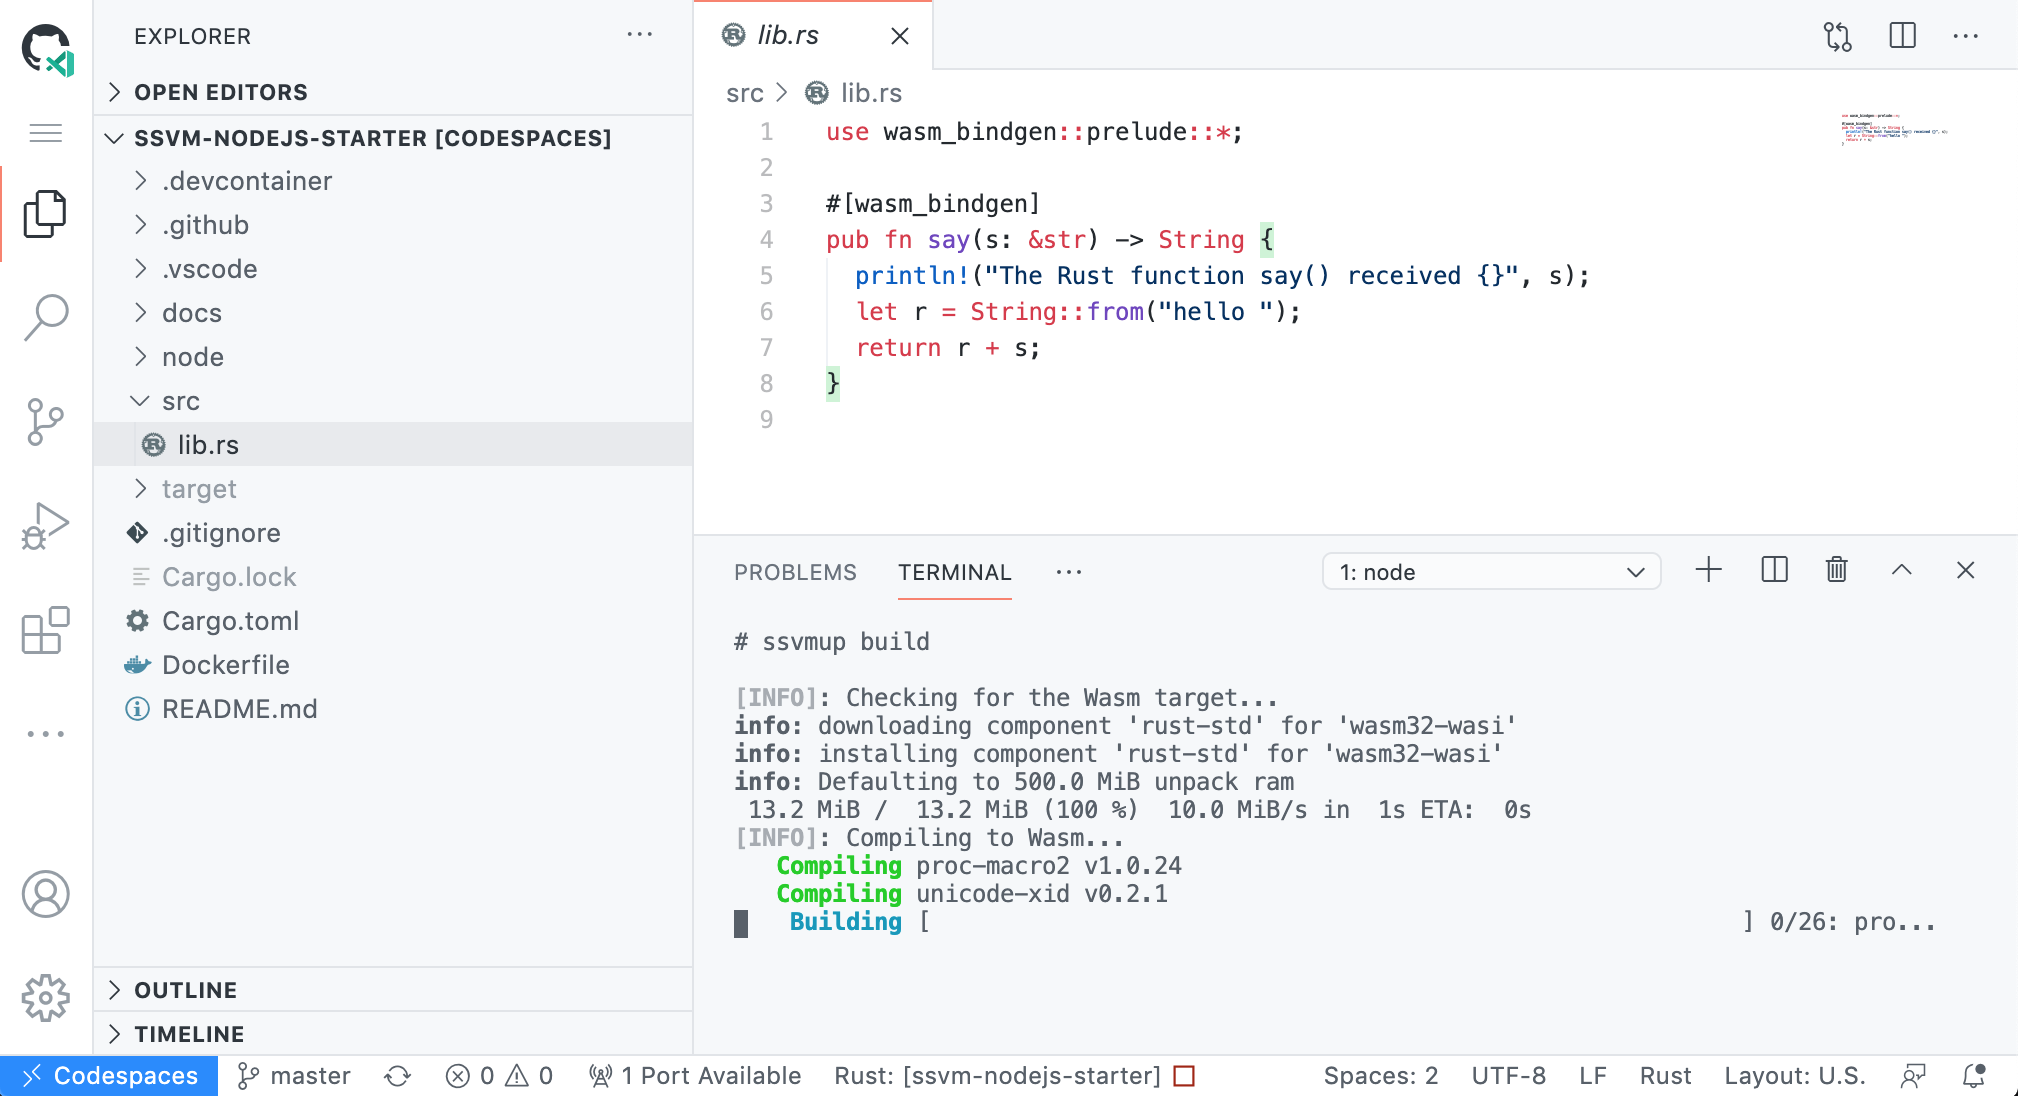 EXPLORER
OPEN EDITORS
SSVM-NODEJS-STARTER [CODESPACES]
.devcontainer
.github
.vscode
docs
node
src
lib.rs
target
.gitignore
Cargo.lock
Cargo.toml
Dockerfile
README.md
OUTLINE
TIMELINE
lib.rs
src > lib.rs
1 use wasm_bindgen::prelude::*;
2
3 #[wasm_bindgen]
4 pub fn say(s: &str) -> String {
5   println!("The Rust function say() received {}", s);
6   let r = String::from("hello ");
7   return r + s;
8 }
9
PROBLEMS TERMINAL ··· 1: node
# ssvmup build
[INFO]: Checking for the Wasm target...
info: downloading component 'rust-std' for 'wasm32-wasi'
info: installing component 'rust-std' for 'wasm32-wasi'
info: Defaulting to 500.0 MiB unpack ram
 13.2 MiB /  13.2 MiB (100 %)  10.0 MiB/s in  1s ETA:  0s
[INFO]: Compiling to Wasm...
   Compiling proc-macro2 v1.0.24
   Compiling unicode-xid v0.2.1
    Building [                                                          ] 0/26: pro...
Codespaces master 0 0 1 Port Available Rust: [ssvm-nodejs-starter] Spaces: 2 UTF-8 LF Rust Layout: U.S.